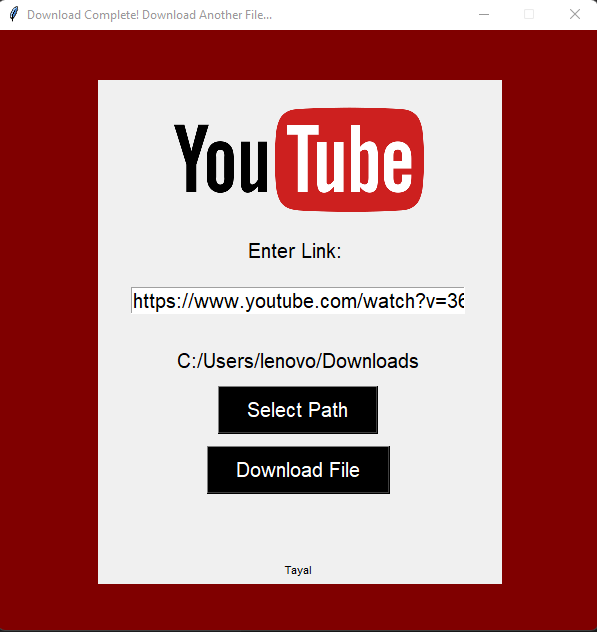 Download Complete! Download Another File...
YouTube
Enter Link:
https://www.youtube.com/watch?v=36
C:/Users/lenovo/Downloads
Select Path
Download File
Tayal